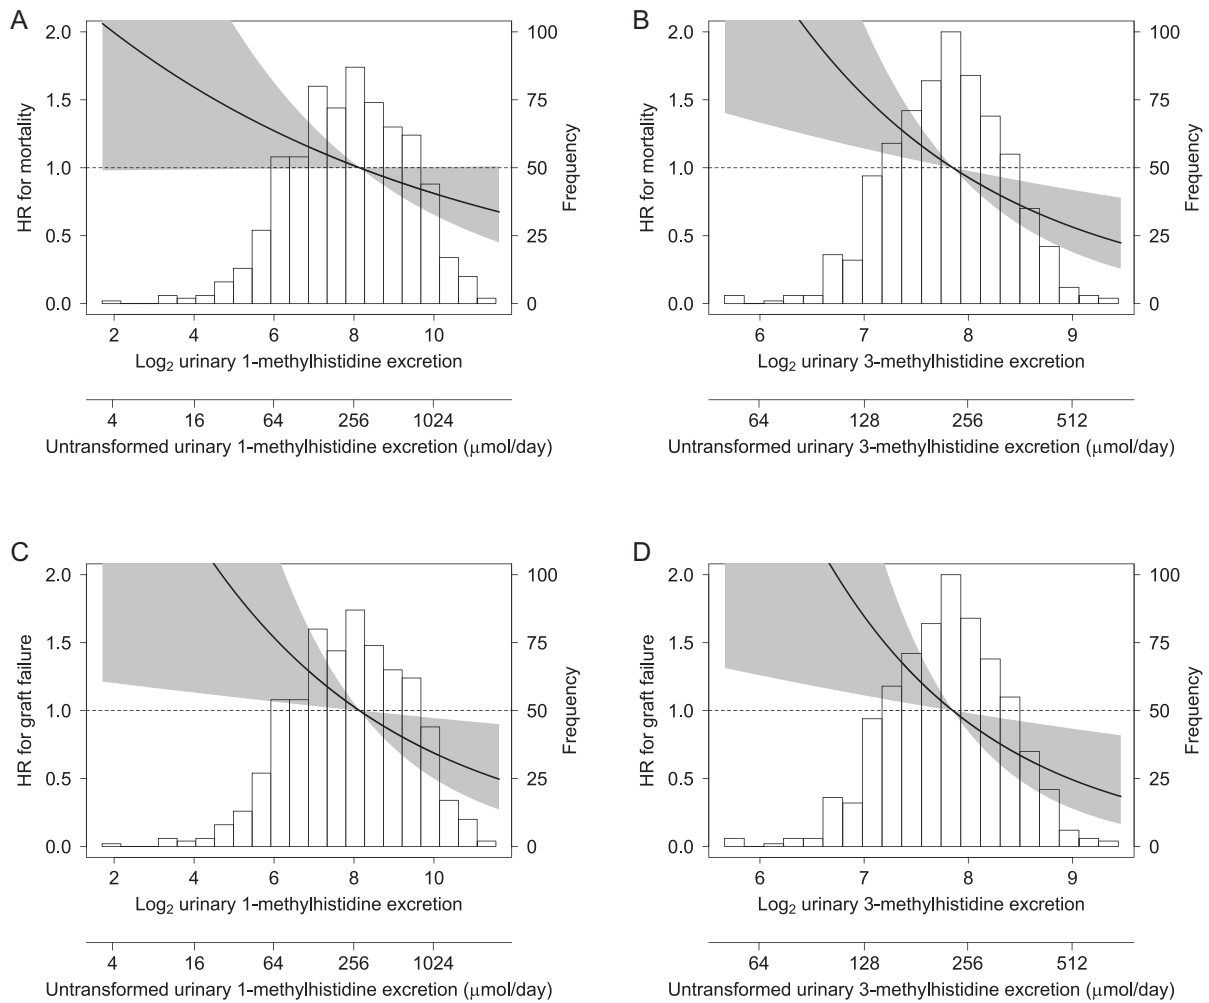 A
HR for mortality
2.0
1.5
1.0
0.5
0.0
100
75
50
25
0
Frequency
2 4 6 8 10
Log₂ urinary 1-methylhistidine excretion
4 16 64 256 1024
Untransformed urinary 1-methylhistidine excretion (μmol/day)
B
HR for mortality
2.0
1.5
1.0
0.5
0.0
100
75
50
25
0
Frequency
6 7 8 9
Log₂ urinary 3-methylhistidine excretion
64 128 256 512
Untransformed urinary 3-methylhistidine excretion (μmol/day)
C
HR for graft failure
2.0
1.5
1.0
0.5
0.0
100
75
50
25
0
Frequency
2 4 6 8 10
Log₂ urinary 1-methylhistidine excretion
4 16 64 256 1024
Untransformed urinary 1-methylhistidine excretion (μmol/day)
D
HR for graft failure
2.0
1.5
1.0
0.5
0.0
100
75
50
25
0
Frequency
6 7 8 9
Log₂ urinary 3-methylhistidine excretion
64 128 256 512
Untransformed urinary 3-methylhistidine excretion (μmol/day)